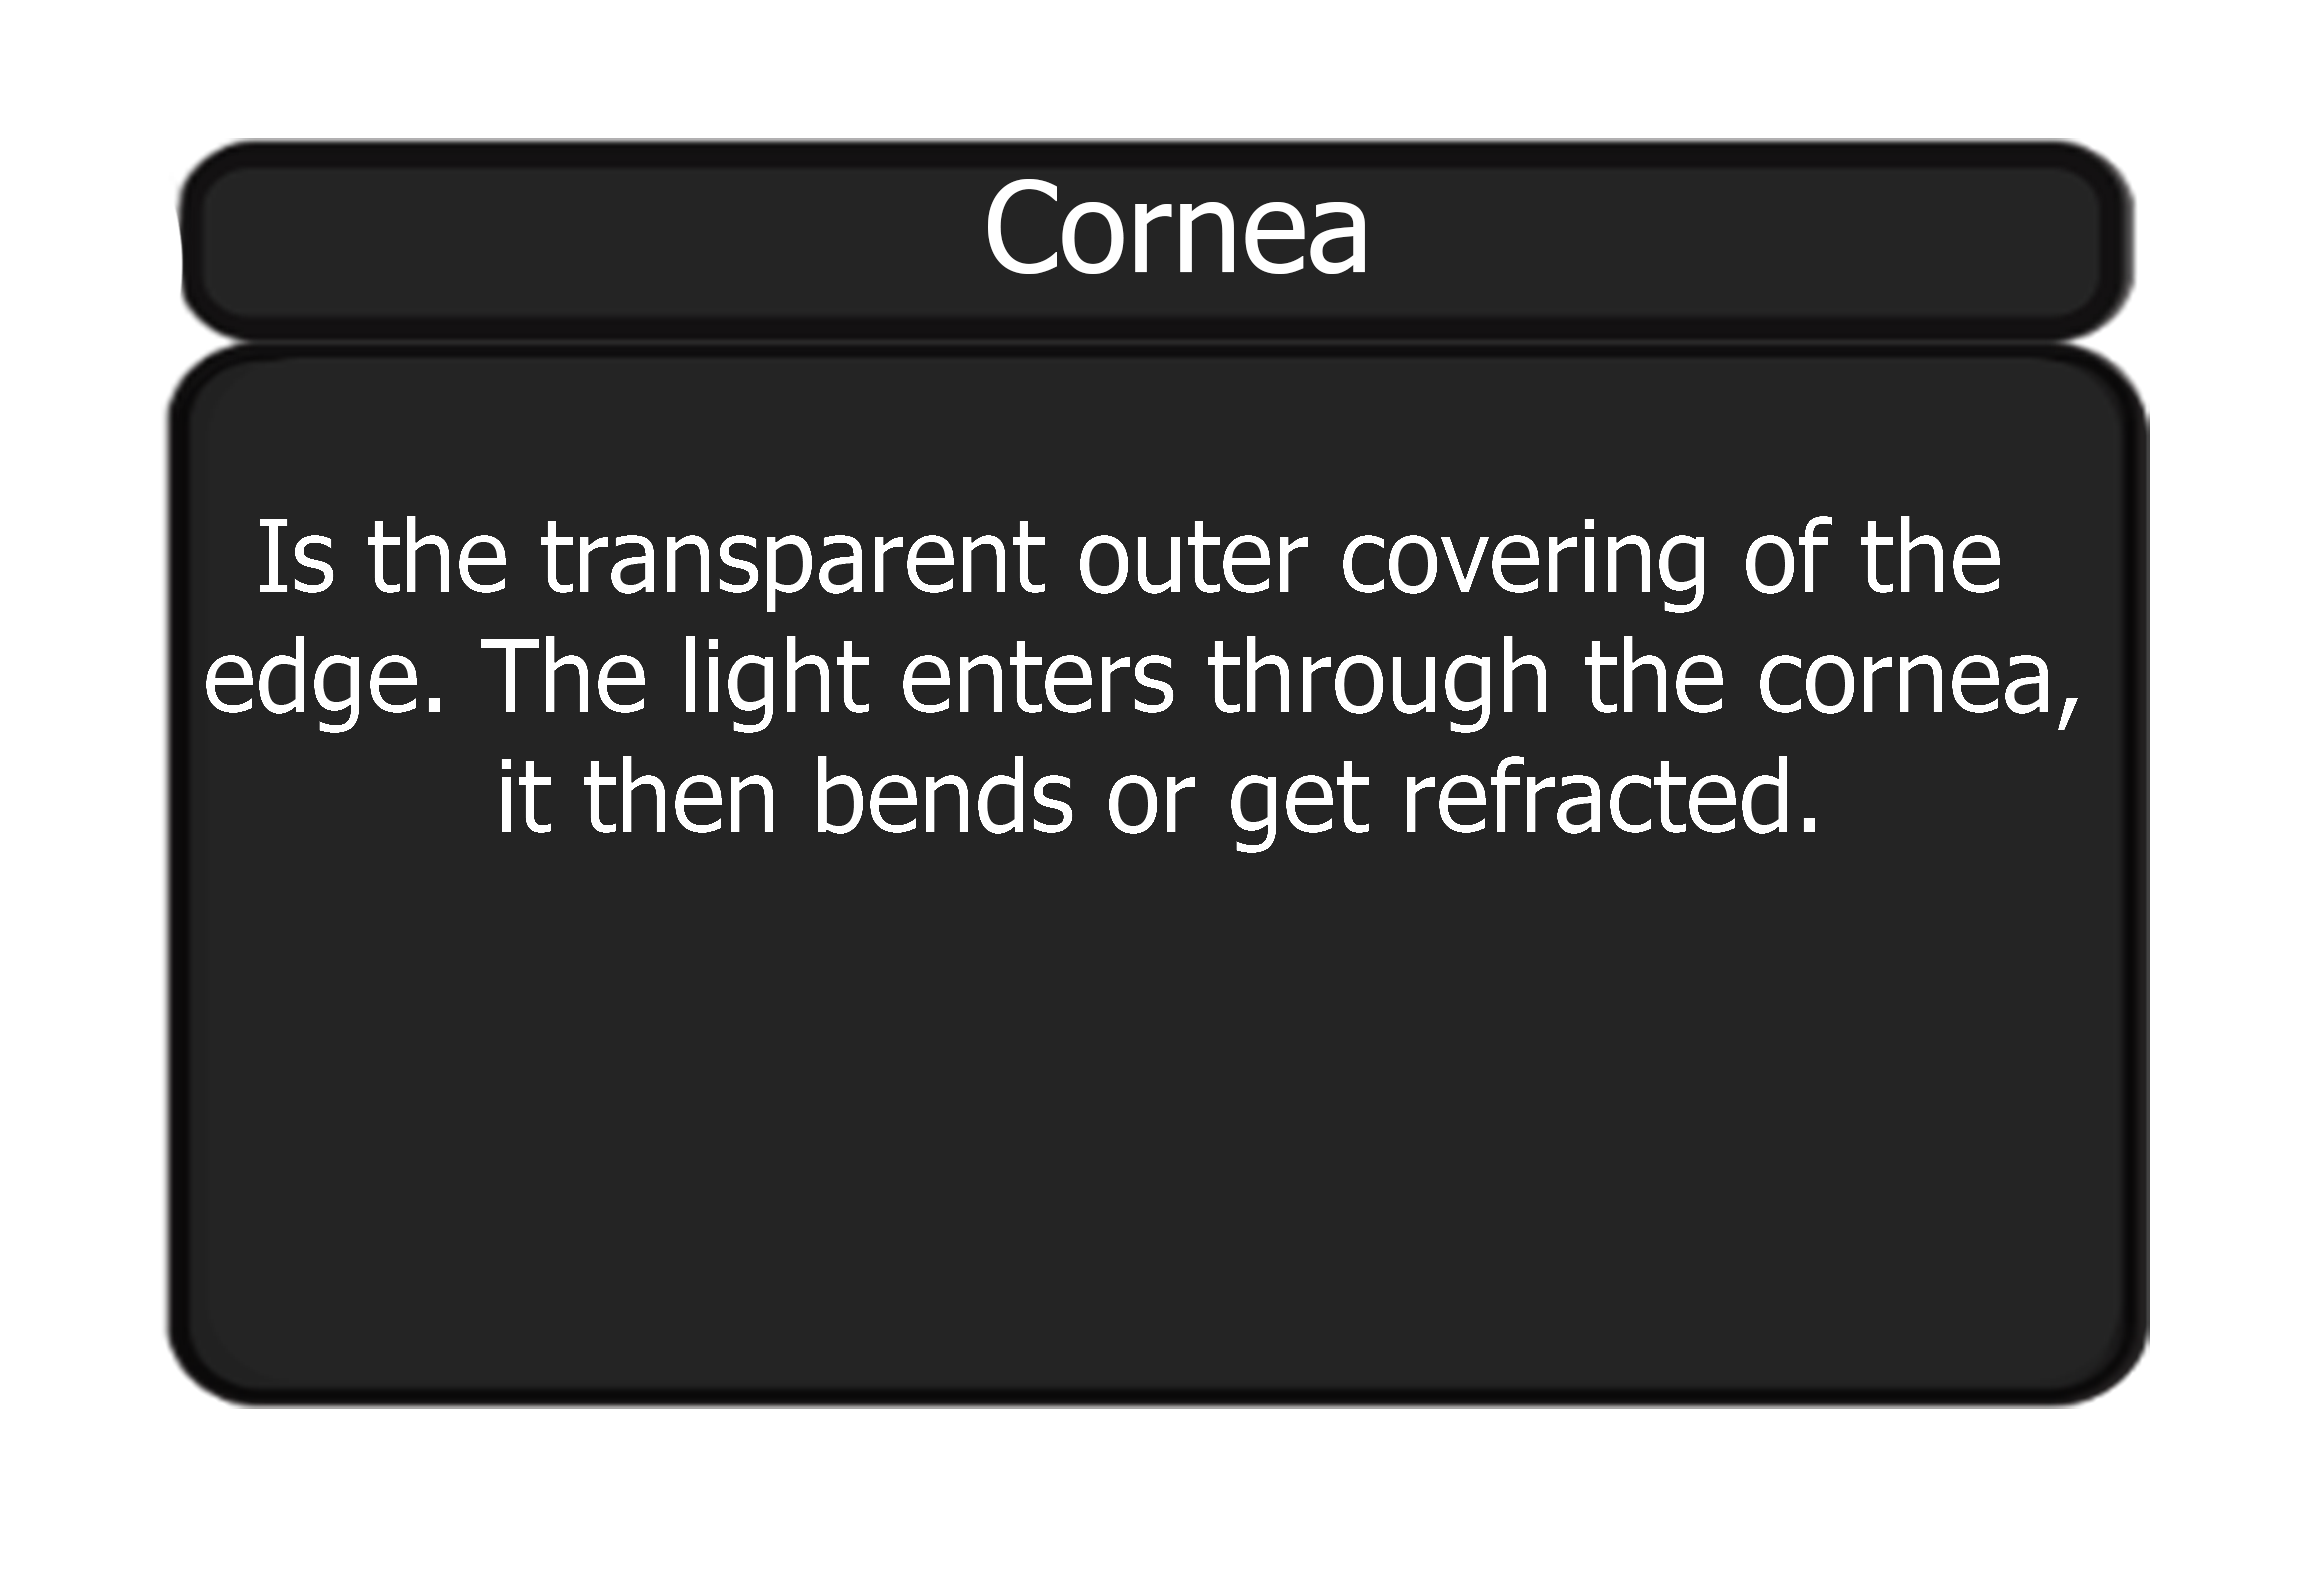 Cornea
Is the transparent outer covering of the
edge. The light enters through the cornea,
it then bends or get refracted.